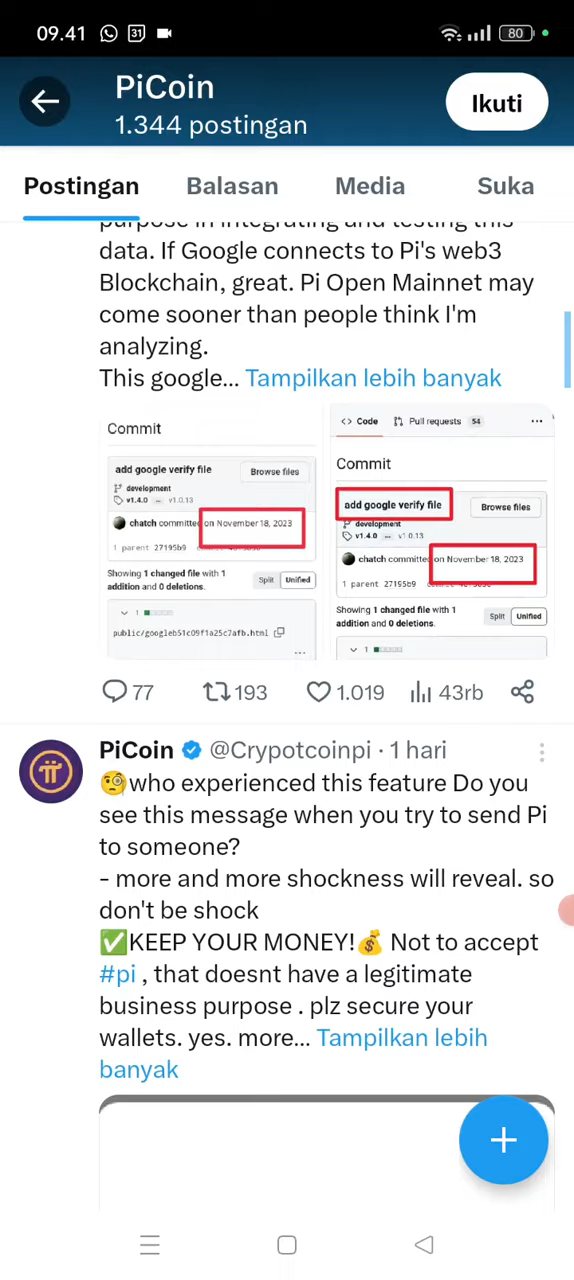 09.41
31
80
PiCoin
1.344 postingan
Ikuti
Postingan Balasan Media Suka
purpose in integrating and testing this
data. If Google connects to Pi's web3
Blockchain, great. Pi Open Mainnet may
come sooner than people think I'm
analyzing.
This google... Tampilkan lebih banyak
Commit
add google verify file
Browse files
development
v1.4.0 ... v1.0.13
chatch committed on November 18, 2023
1 parent 27195b9
Showing 1 changed file with 1
addition and 0 deletions.
Split Unified
1
public/googleb51c09f1a25c7afb.html
...
<> Code Pull requests 54 ...
Commit
add google verify file
Browse files
development
v1.4.0 ... v1.0.13
chatch committed on November 18, 2023
1 parent 27195b9
Showing 1 changed file with 1
addition and 0 deletions.
Split Unified
1
77 193 1.019 43rb
PiCoin @Crypotcoinpi · 1 hari
🧐who experienced this feature Do you
see this message when you try to send Pi
to someone?
- more and more shockness will reveal. so
don't be shock
✅KEEP YOUR MONEY!💰 Not to accept
#pi , that doesnt have a legitimate
business purpose . plz secure your
wallets. yes. more... Tampilkan lebih
banyak